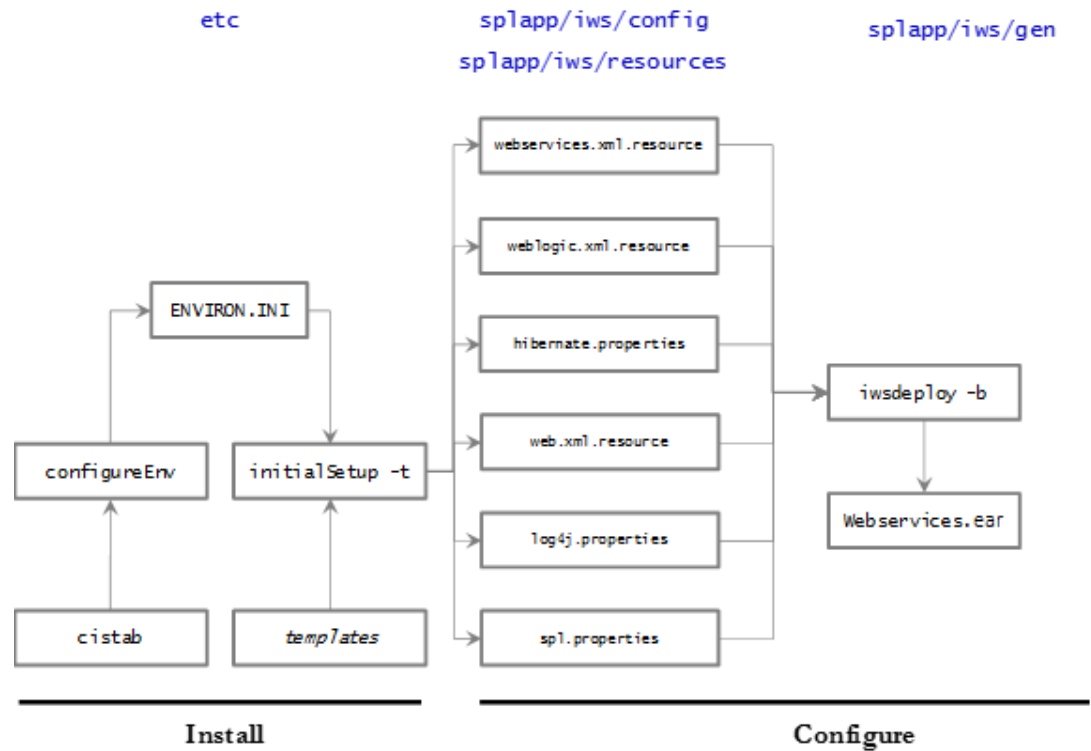 etc
splapp/iws/config
splapp/iws/resources
splapp/iws/gen
webservices.xml.resource
weblogic.xml.resource
ENVIRON.INI
hibernate.properties
iwsdeploy -b
web.xml.resource
configureEnv
initialSetup -t
log4j.properties
Webservices.ear
cistab
templates
spl.properties
Install
Configure